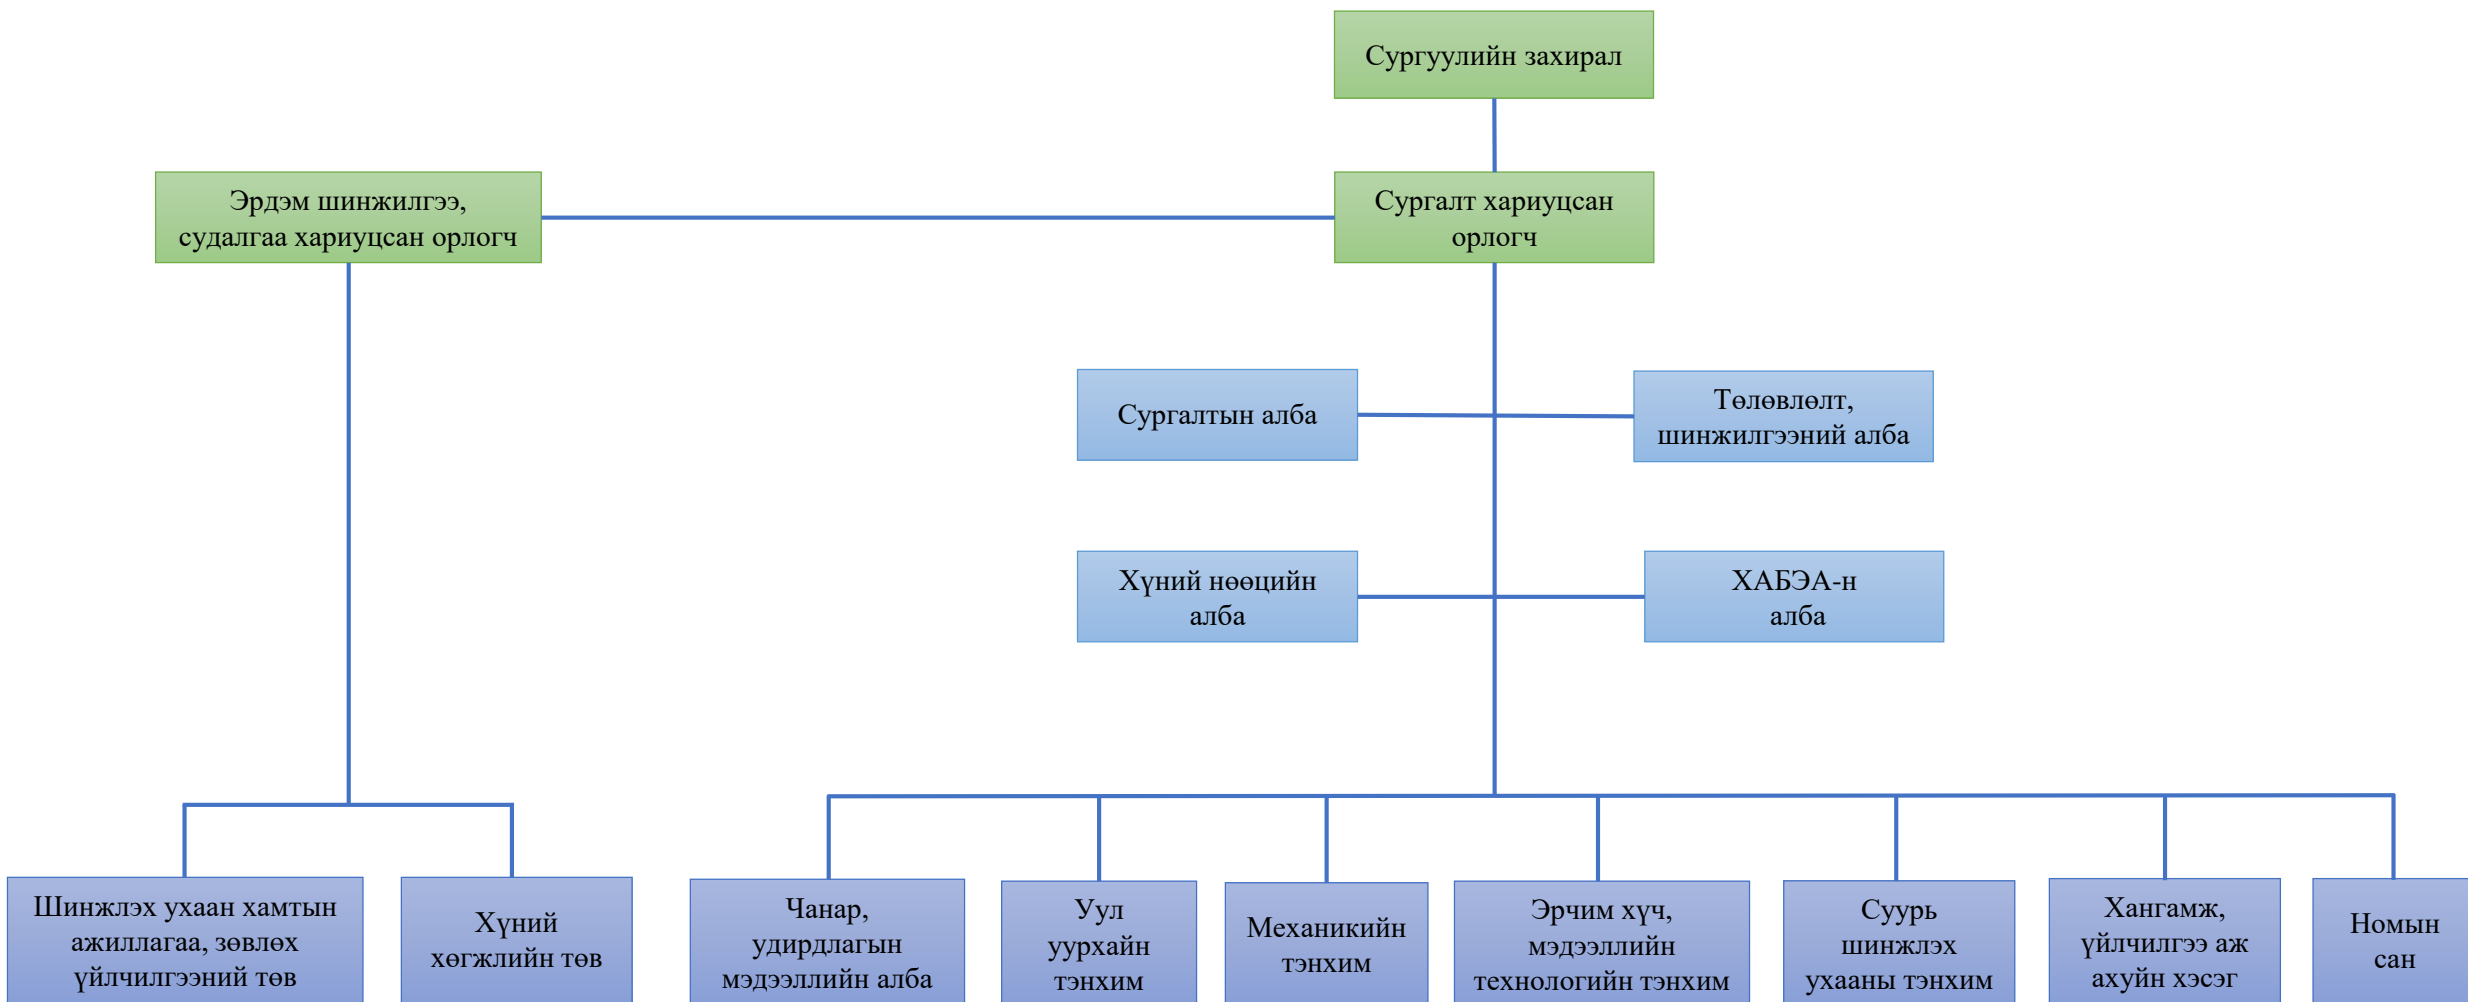 Сургуулийн захирал
Эрдэм шинжилгээ,
судалгаа хариуцсан орлогч
Сургалт хариуцсан
орлогч
Сургалтын алба
Төлөвлөлт,
шинжилгээний алба
Хүний нөөцийн
алба
ХАБЭА-н
алба
Шинжлэх ухаан хамтын
ажиллагаа, зөвлөх
үйлчилгээний төв
Хүний
хөгжлийн төв
Чанар,
удирдлагын
мэдээллийн алба
Уул
уурхайн
тэнхим
Механикийн
тэнхим
Эрчим хүч,
мэдээллийн
технологийн тэнхим
Суурь
шинжлэх
ухааны тэнхим
Хангамж,
үйлчилгээ аж
ахуйн хэсэг
Номын
сан